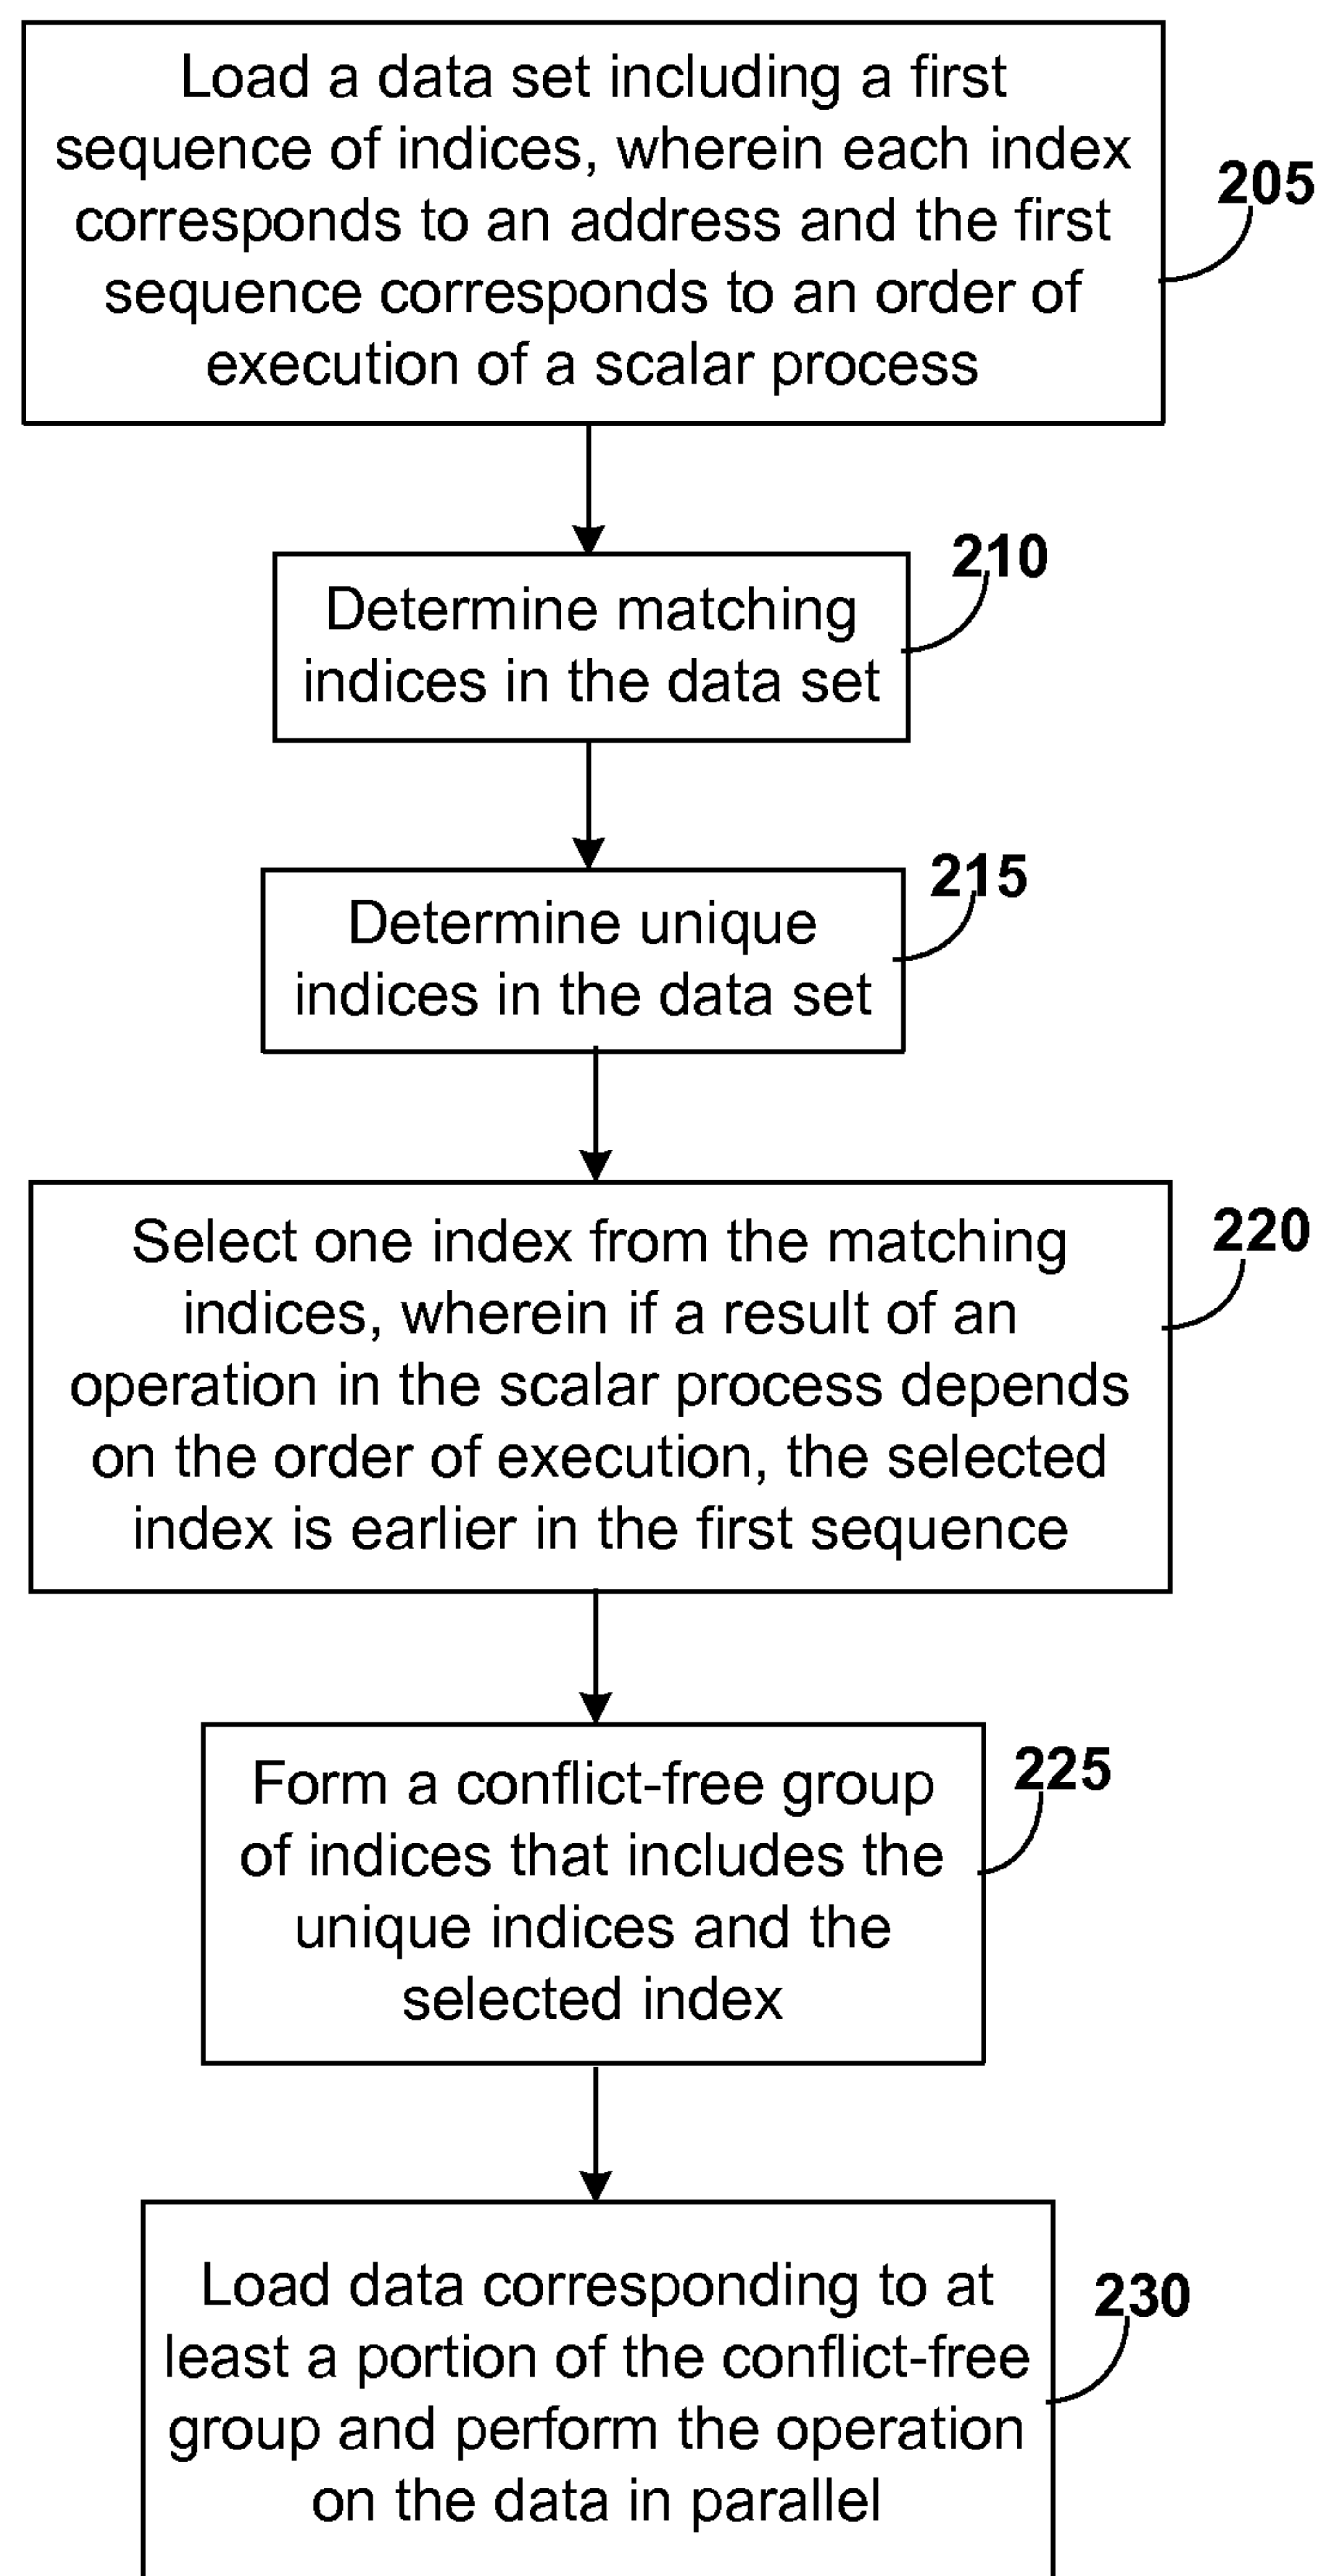 Load a data set including a first
sequence of indices, wherein each index
corresponds to an address and the first
sequence corresponds to an order of
execution of a scalar process
205
210
Determine matching
indices in the data set
215
Determine unique
indices in the data set
Select one index from the matching
indices, wherein if a result of an
operation in the scalar process depends
on the order of execution, the selected
index is earlier in the first sequence
220
Form a conflict-free group
of indices that includes the
unique indices and the
selected index
225
Load data corresponding to at
least a portion of the conflict-free
group and perform the operation
on the data in parallel
230